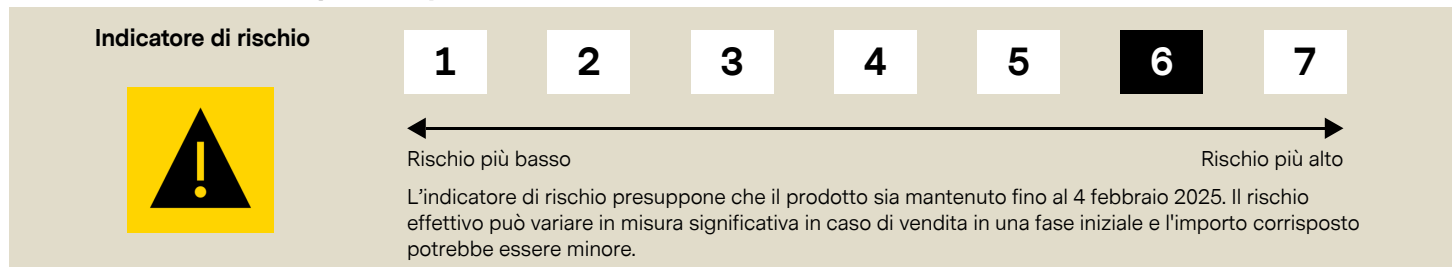 Indicatore di rischio
1 2 3 4 5 6 7
Rischio più basso Rischio più alto
L'indicatore di rischio presuppone che il prodotto sia mantenuto fino al 4 febbraio 2025. Il rischio
effettivo può variare in misura significativa in caso di vendita in una fase iniziale e l'importo corrisposto
potrebbe essere minore.